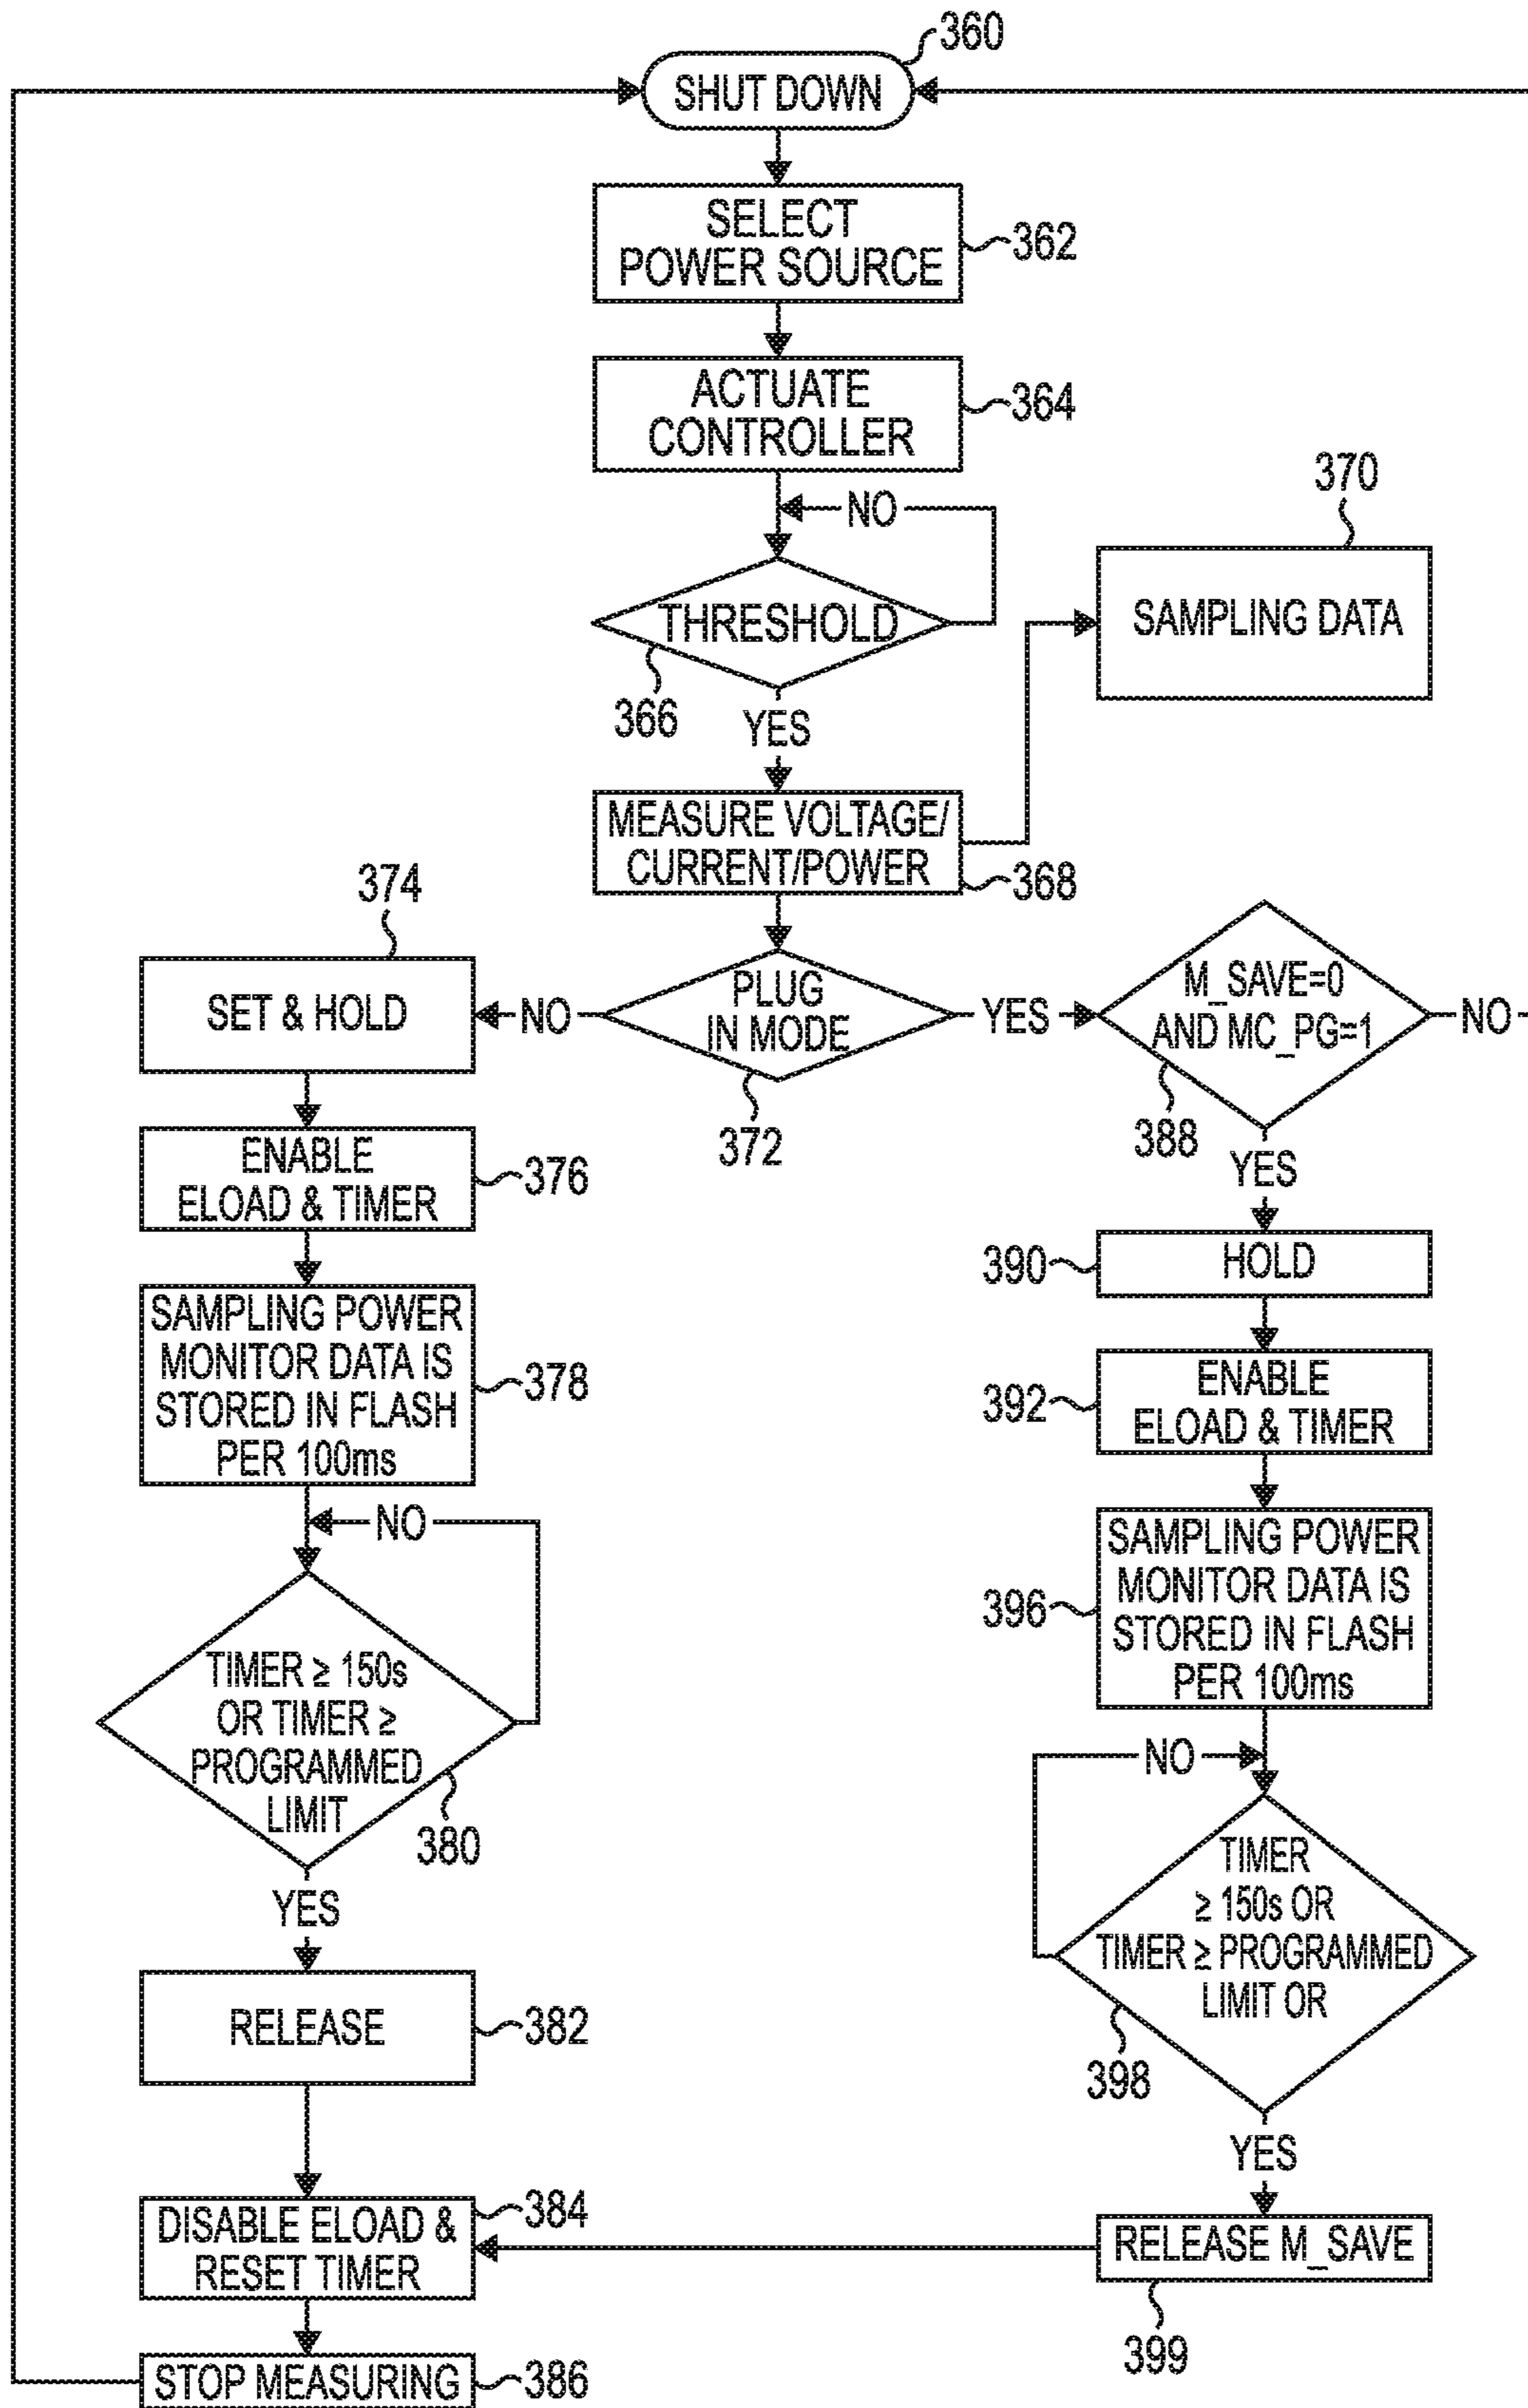 360
SHUT DOWN
SELECT
POWER SOURCE
362
ACTUATE
CONTROLLER
364
NO
370
THRESHOLD
SAMPLING DATA
366
YES
MEASURE VOLTAGE/
CURRENT/POWER
368
374
SET & HOLD
NO
PLUG
IN MODE
YES
M_SAVE=0
AND MC_PG=1
NO
372
388
ENABLE
ELOAD & TIMER
376
YES
390
HOLD
SAMPLING POWER
MONITOR DATA IS
STORED IN FLASH
PER 100ms
378
392
ENABLE
ELOAD & TIMER
NO
396
SAMPLING POWER
MONITOR DATA IS
STORED IN FLASH
PER 100ms
TIMER ≥ 150s
OR TIMER ≥
PROGRAMMED
LIMIT
380
NO
TIMER
≥ 150s OR
TIMER ≥ PROGRAMMED
LIMIT OR
398
YES
RELEASE
382
YES
DISABLE ELOAD &
RESET TIMER
384
RELEASE M_SAVE
399
STOP MEASURING
386